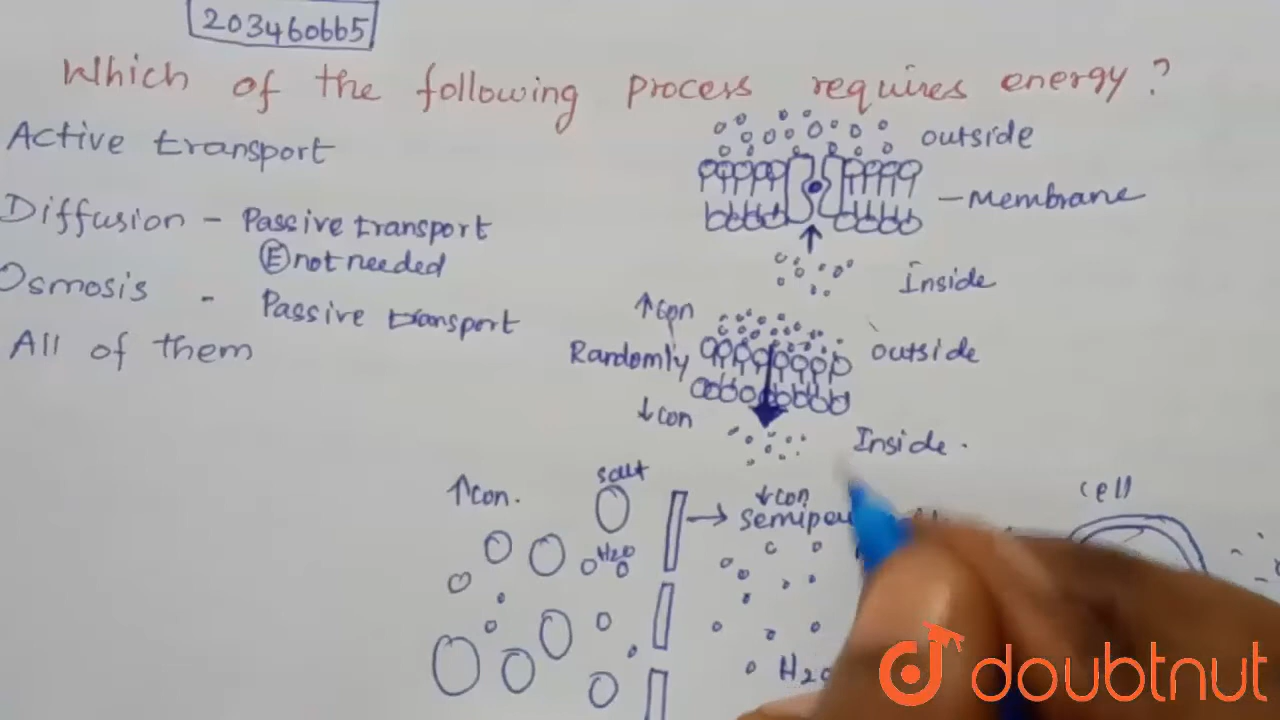 203460665
Which of the following process requires energy?
Active transport
Diffusion - Passive transport
Ⓔ not needed
Osmosis - Passive transport
All of them
outside
-Membrane
Inside
↑con
Randomly
outside
↓con
Inside.
↑con.
salt
H2O
→
↓con
H2O
cell
doubtnut